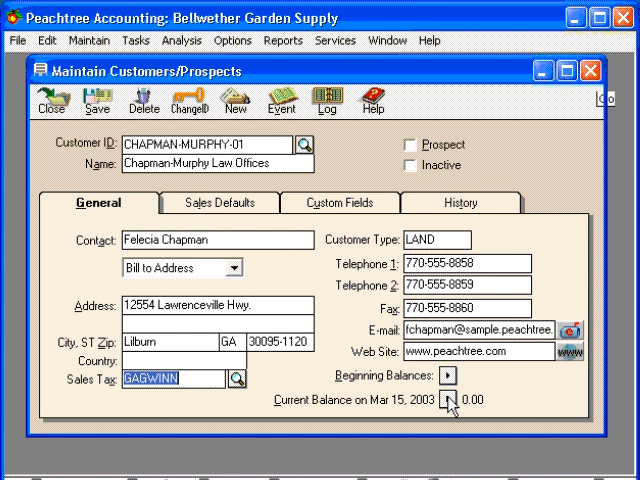 Peachtree Accounting: Bellwether Garden Supply
File Edit Maintain Tasks Analysis Options Reports Services Window Help
Maintain Customers/Prospects
Close Save Delete ChangeID New Event Log Help
Customer ID: CHAPMAN-MURPHY-01 Prospect
Name: Chapman-Murphy Law Offices Inactive
General Sales Defaults Custom Fields History
Contact: Felecia Chapman Customer Type: LAND
Bill to Address Telephone 1: 770-555-8858
Telephone 2: 770-555-8859
Address: 12554 Lawrenceville Hwy. Fax: 770-555-8860
E-mail: fchapman@sample.peachtree.
City, ST Zip: Lilburn GA 30095-1120 Web Site: www.peachtree.com WWW
Country:
Sales Tax: GAGWINN Beginning Balances:
Current Balance on Mar 15, 2003 0.00